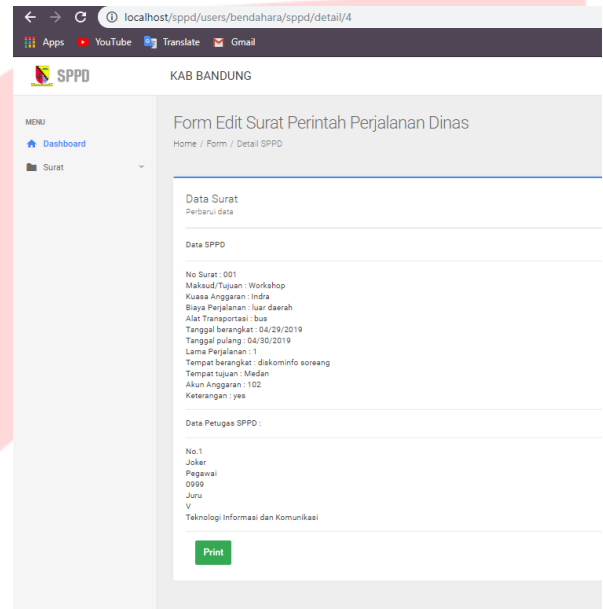 localhost/sppd/users/bendahara/sppd/detail/4
Apps YouTube Translate Gmail
SPPD KAB BANDUNG
MENU
Dashboard
Surat
Form Edit Surat Perintah Perjalanan Dinas
Home / Form / Detail SPPD
Data Surat
Perbarui data
Data SPPD
No Surat : 001
Maksud/Tujuan : Workshop
Kuasa Anggaran : Indra
Biaya Perjalanan : luar daerah
Alat Transportasi : bus
Tanggal berangkat : 04/29/2019
Tanggal pulang : 04/30/2019
Lama Perjalanan : 1
Tempat berangkat : diskominfo soreang
Tempat tujuan : Medan
Akun Anggaran : 102
Keterangan : yes
Data Petugas SPPD :
No.1
Joker
Pegawai
0999
Juru
V
Teknologi Informasi dan Komunikasi
Print